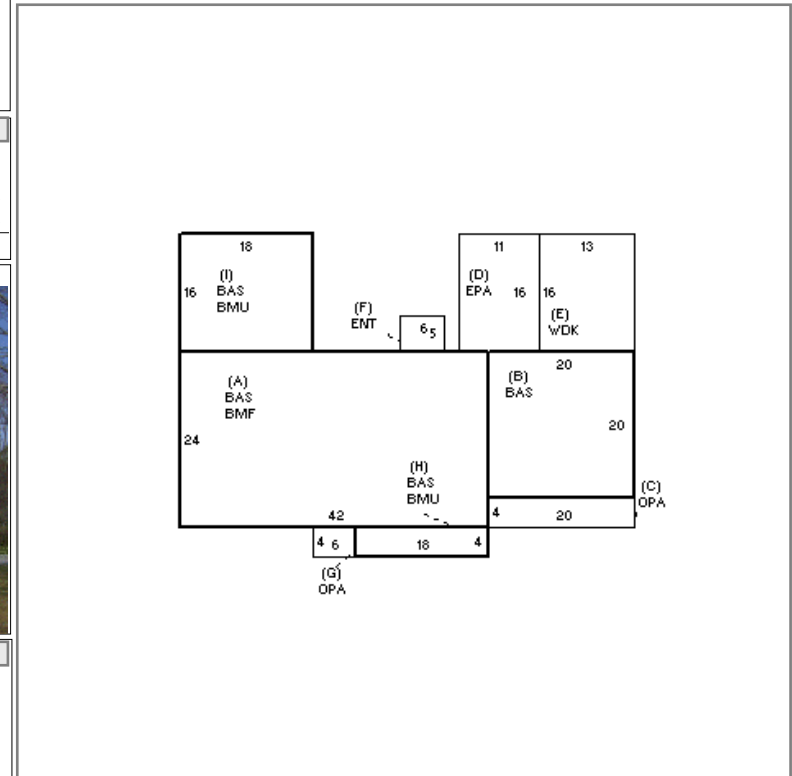 18
11
13
(I)
BAS
BMU
16
(D)
EPA
16
16
(E)
WDK
(F)
ENT
6 5
20
(A)
BAS
BMF
(B)
BAS
24
20
(H)
BAS
BMU
(C)
OPA
42
4
20
4 6
18
4
(G)
OPA